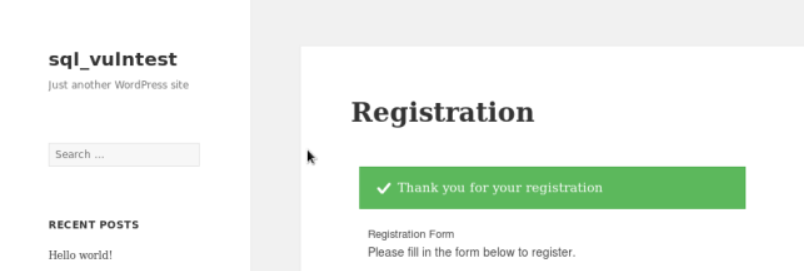 sql_vulntest
Just another WordPress site
Search ...
RECENT POSTS
Hello world!
Registration
Thank you for your registration
Registration Form
Please fill in the form below to register.